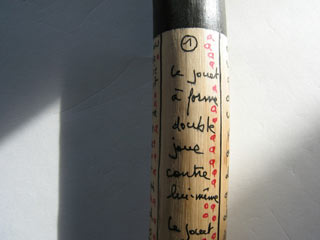 ①
Le jouet
à forme
double
joue
contre
lui-même
Le jouet